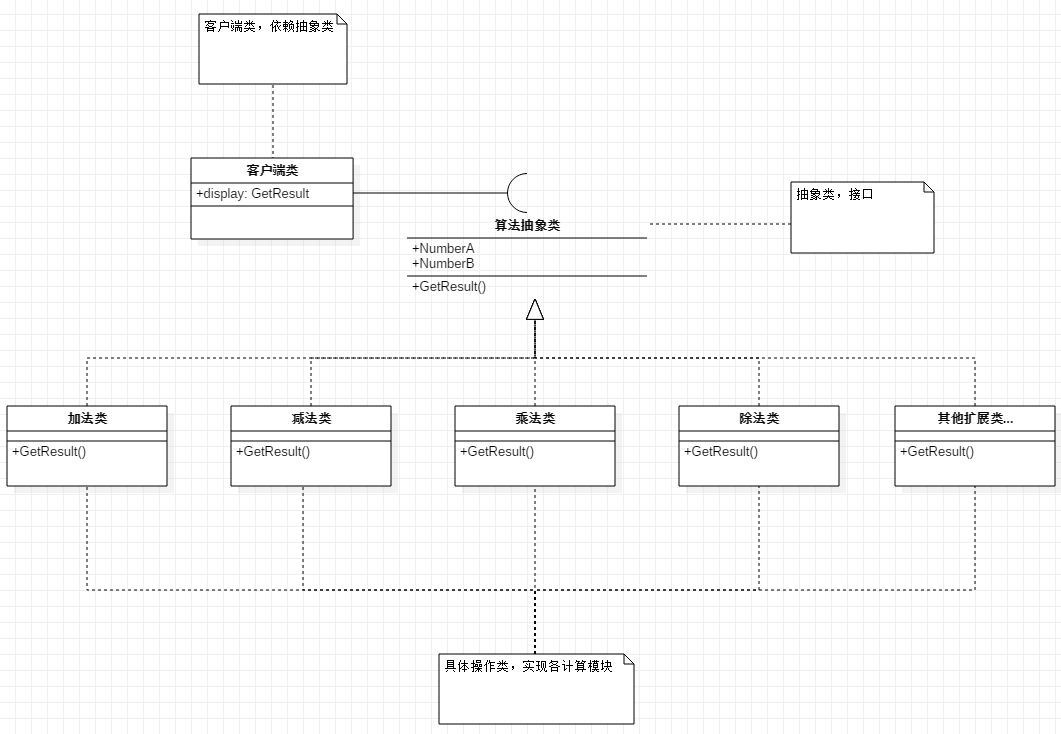 客户端类，依赖抽象类
客户端类
+display: GetResult
算法抽象类
+NumberA
+NumberB
+GetResult()
抽象类，接口
加法类
+GetResult()
减法类
+GetResult()
乘法类
+GetResult()
除法类
+GetResult()
其他扩展类...
+GetResult()
具体操作类，实现各计算模块